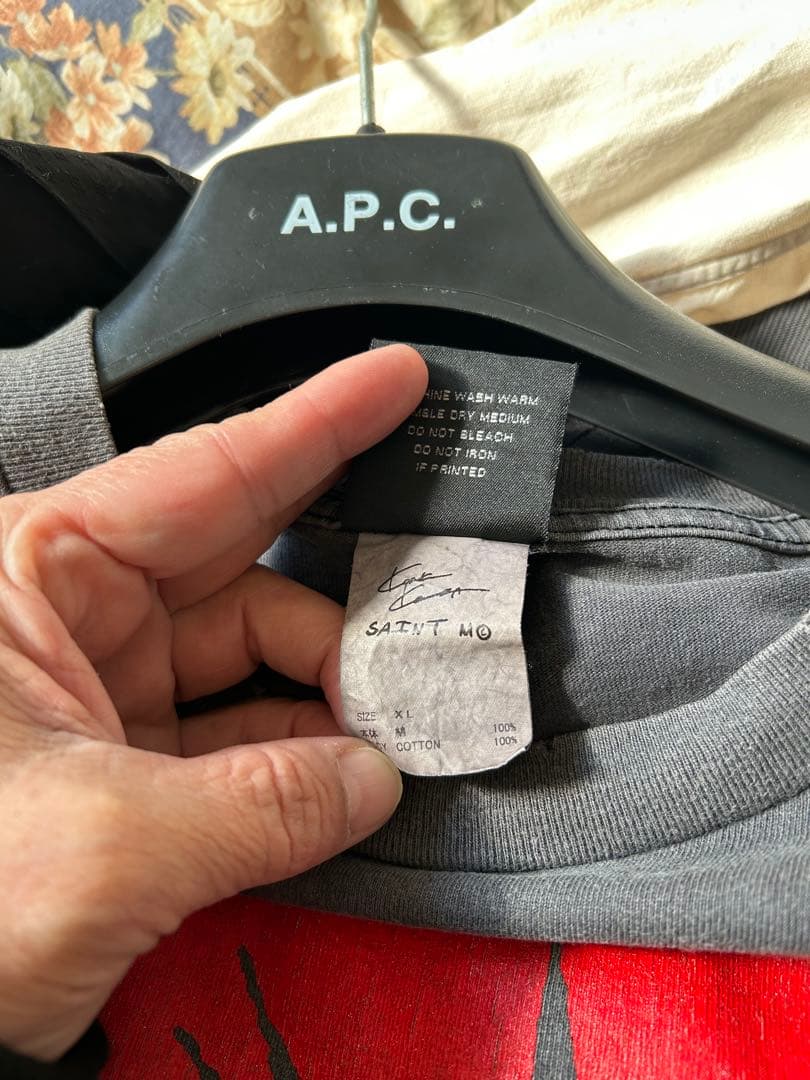 A.P.C.
HINE WASH WARM
MBLE DRY MEDIUM
DO NOT BLEACH
DO NOT IRON
IF PRINTED
SAINT M©
SIZE XL
本体 綿 100%
COTTON 100%